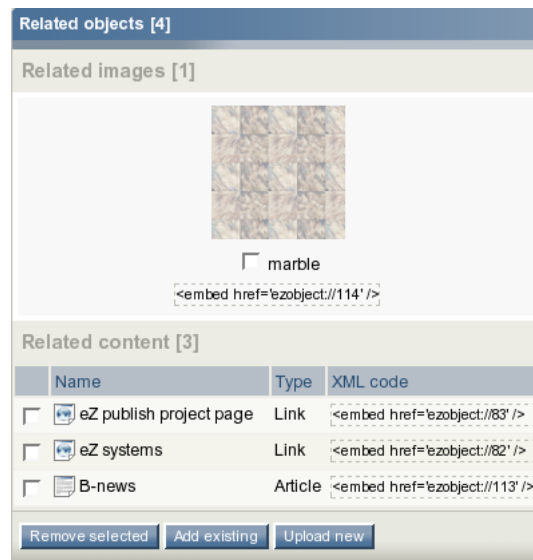 Related objects [4]
Related images [1]
marble
<embed href='ezobject://114' />
Related content [3]
Name Type XML code
eZ publish project page Link <embed href='ezobject://83' />
eZ systems Link <embed href='ezobject://82' />
B-news Article <embed href='ezobject://113' />
Remove selected Add existing Upload new